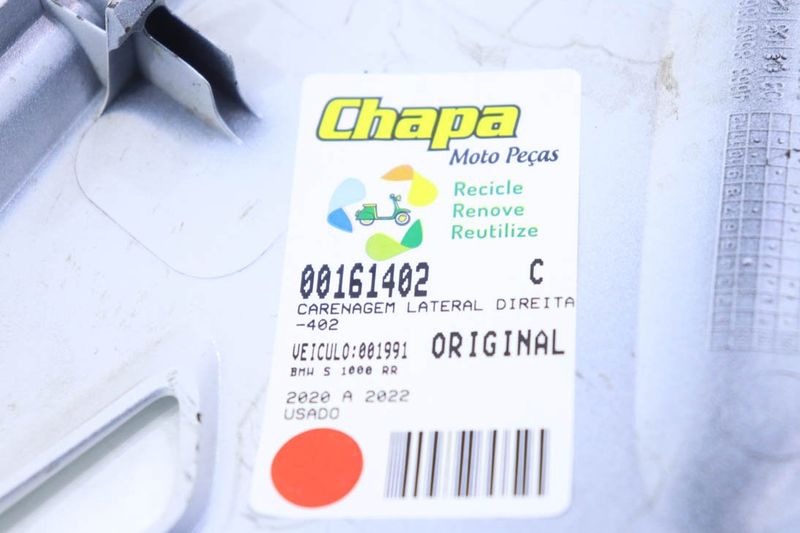 Chapa
Moto Peças
Recicle
Renove
Reutilize
00161402 C
CARENAGEM LATERAL DIREITA
-402
VEICULO:001991 ORIGINAL
BMW S 1000 RR
2020 A 2022
USADO